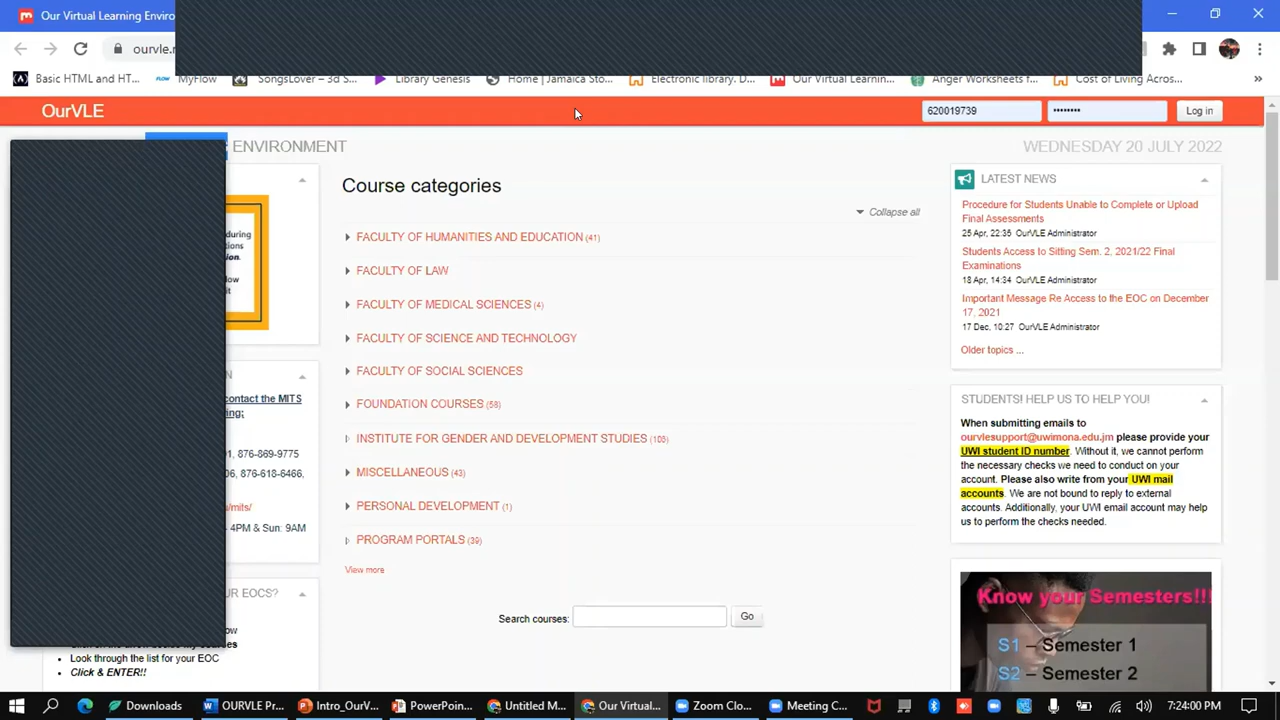 Our Virtual Learning Enviro
ourvle.
Basic HTML and HT... FLOW MyFlow SongsLover – 3d S... Library Genesis Home | Jamaica Sto... Electronic library. D... Our Virtual Learnin... Anger Worksheets f... Cost of Living Acros... »
OurVLE 620019739 •••••••• Log in
ENVIRONMENT WEDNESDAY 20 JULY 2022
during
tions
ion.
low
it
N
contact the MITS
ing:
01, 876-869-9775
06, 876-618-6466,
s/mits/
- 4PM & Sun: 9AM
UR EOCS?
ow
Look through the list for your EOC
Click & ENTER!!
Course categories
Collapse all
FACULTY OF HUMANITIES AND EDUCATION (41)
FACULTY OF LAW
FACULTY OF MEDICAL SCIENCES (4)
FACULTY OF SCIENCE AND TECHNOLOGY
FACULTY OF SOCIAL SCIENCES
FOUNDATION COURSES (58)
INSTITUTE FOR GENDER AND DEVELOPMENT STUDIES (103)
MISCELLANEOUS (43)
PERSONAL DEVELOPMENT (1)
PROGRAM PORTALS (39)
View more
Search courses: Go
LATEST NEWS
Procedure for Students Unable to Complete or Upload
Final Assessments
25 Apr, 22:35 OurVLE Administrator
Students Access to Sitting Sem. 2, 2021/22 Final
Examinations
18 Apr, 14:34 OurVLE Administrator
Important Message Re Access to the EOC on December
17, 2021
17 Dec, 10:27 OurVLE Administrator
Older topics ...
STUDENTS! HELP US TO HELP YOU!
When submitting emails to
ourvlesupport@uwimona.edu.jm please provide your
UWI student ID number. Without it, we cannot perform
the necessary checks we need to conduct on your
account. Please also write from your UWI mail
accounts. We are not bound to reply to external
accounts. Additionally, your UWI email account may help
us to perform the checks needed.
Know your Semesters!!!
S1 – Semester 1
S2 – Semester 2
Downloads OURVLE Pr... Intro_OurV... PowerPoin... Untitled M... Our Virtual... Zoom Clo... Meeting C... 7:24:00 PM